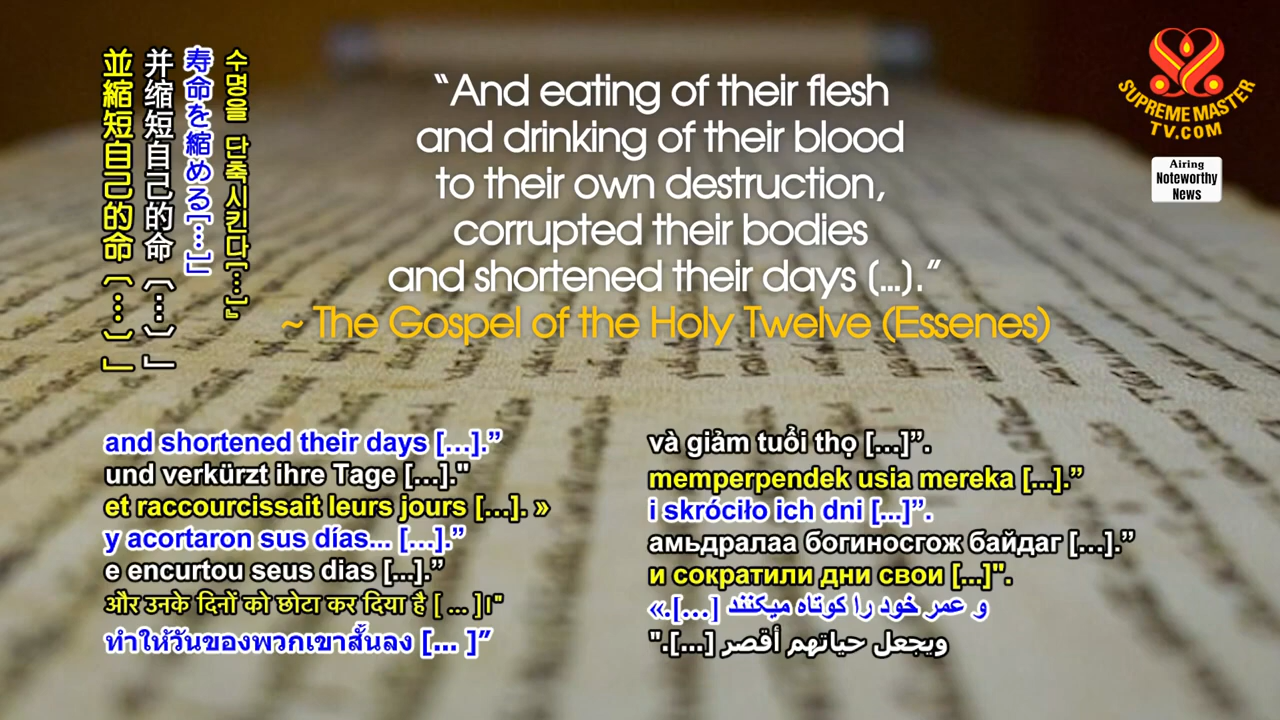 “And eating of their flesh
and drinking of their blood
to their own destruction,
corrupted their bodies
and shortened their days (...).”
~ The Gospel of the Holy Twelve (Essenes)
SUPREME MASTER
TV.COM
Airing
Noteworthy
News
並縮短自己的命〔…〕」
并缩短自己的命〔…〕」
寿命を縮める[…]」
수명을 단축시킨다[…]』
and shortened their days […].”
und verkürzt ihre Tage […]."
et raccourcissait leurs jours […]. »
y acortaron sus días... […].”
e encurtou seus dias [...].”
और उनके दिनों को छोटा कर दिया है [ ... ]।"
ทำให้วันของพวกเขาสั้นลง [... ]”
và giảm tuổi thọ […]”.
memperpendek usia mereka [...].”
i skróciło ich dni [...]”.
амьдралаа богиносгож байдаг […].”
и сократили дни свои [...]".
و عمر خود را کوتاه میکنند […].»
ويجعل حياتهم أقصر [...]."